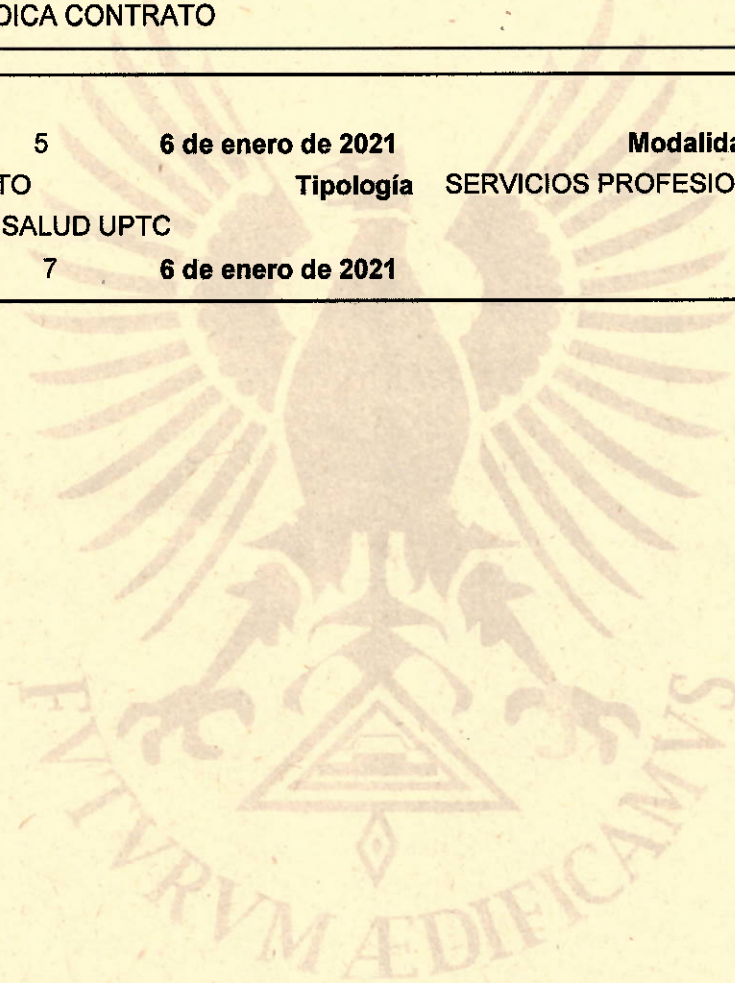 DICA CONTRATO
5 6 de enero de 2021 Modalida
TO Tipología SERVICIOS PROFESIO
SALUD UPTC
7 6 de enero de 2021
FVTVRVM ÆDIFICAMVS